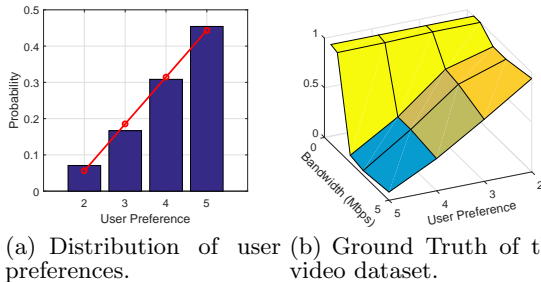 0.5
0.4
0.3
0.2
0.1
0
Probability
2 3 4 5
User Preference
1
0.5
0
0
5
Bandwidth (Mbps)
5
4
3
2
User Preference
(a) Distribution of user
preferences.
(b) Ground Truth of t
video dataset.